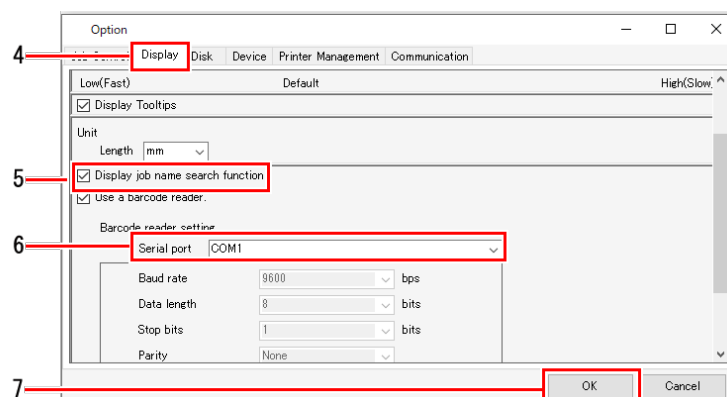 Option
4
Display Disk Device Printer Management Communication
Low(Fast) Default High(Slow)
Display Tooltips
Unit
Length mm
5
Display job name search function
Use a barcode reader.
Barcode reader setting
6
Serial port COM1
Baud rate 9600 bps
Data length 8 bits
Stop bits 1 bits
Parity None
7
OK Cancel